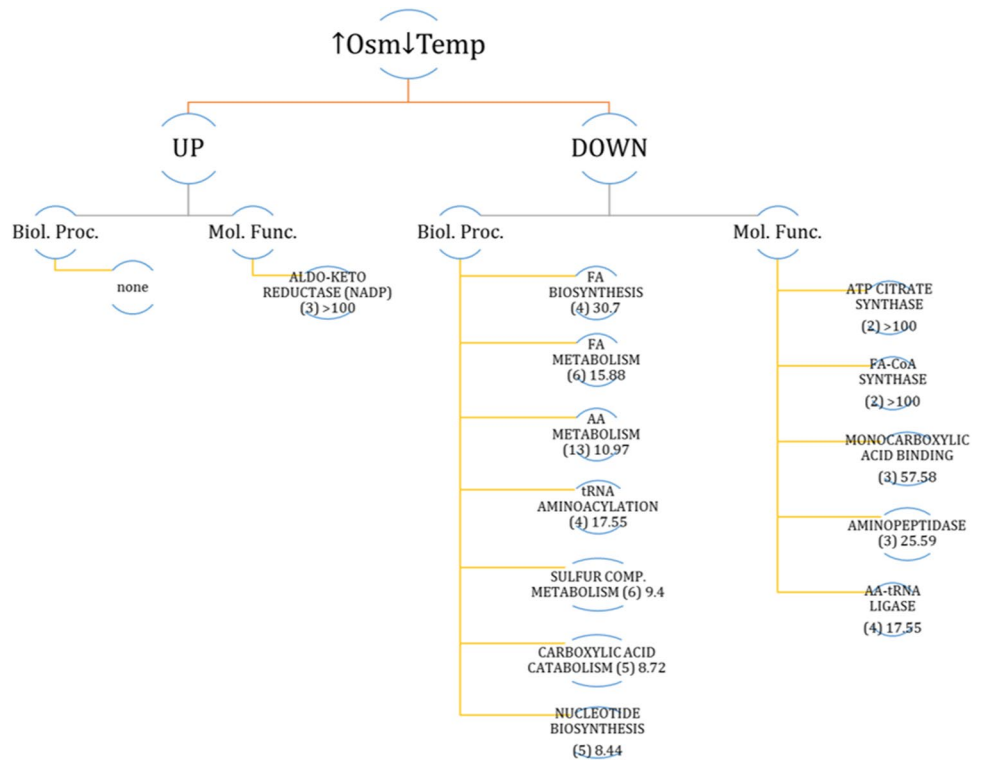 ↑Osm↓Temp
UP
DOWN
Biol. Proc.
Mol. Func.
Biol. Proc.
Mol. Func.
none
ALDO-KETO
REDUCTASE (NADP)
(3) >100
FA
BIOSYNTHESIS
(4) 30.7
FA
METABOLISM
(6) 15.88
AA
METABOLISM
(13) 10.97
tRNA
AMINOACYLATION
(4) 17.55
SULFUR COMP.
METABOLISM (6) 9.4
CARBOXYLIC ACID
CATABOLISM (5) 8.72
NUCLEOTIDE
BIOSYNTHESIS
(5) 8.44
ATP CITRATE
SYNTHASE
(2) >100
FA-CoA
SYNTHASE
(2) >100
MONOCARBOXYLIC
ACID BINDING
(3) 57.58
AMINOPEPTIDASE
(3) 25.59
AA-tRNA
LIGASE
(4) 17.55